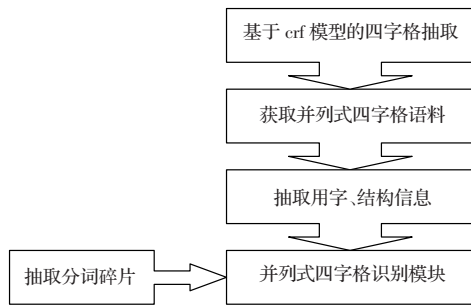 基于 crf 模型的四字格抽取
获取并列式四字格语料
抽取用字、结构信息
抽取分词碎片
并列式四字格识别模块